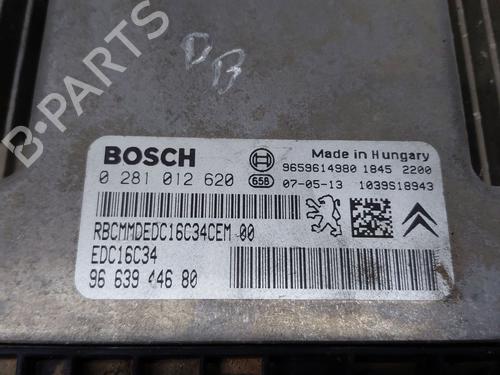 B-PARTS
DB
BOSCH
Made in Hungary
9659614980 1845 2200
0 281 012 620
65B
07-05-13 1039S18943
RBCMMDEDC16C34CEM 00
EDC16C34
96 639 446 80